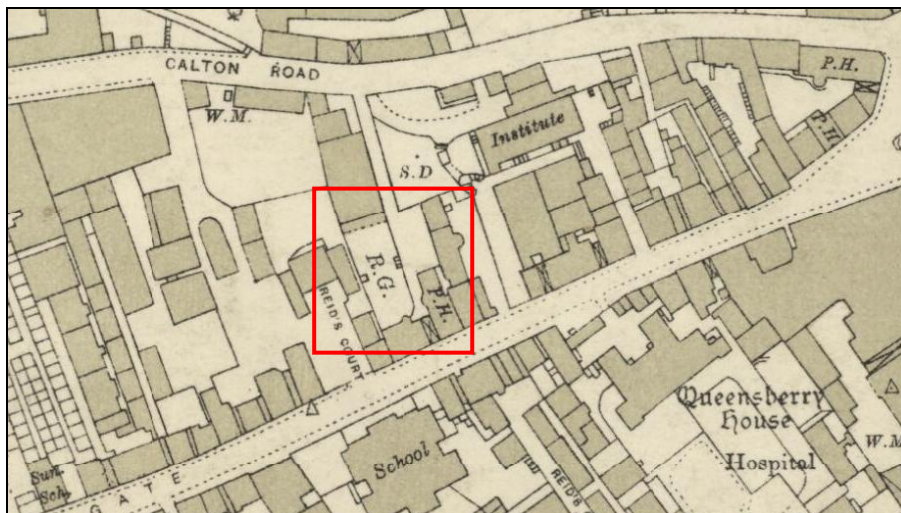 CALTON ROAD
P.H.
W.M.
Institute
P.H.
S.D
R.G.
P.H.
REID'S COURT
Queensberry
House
Hospital
W.M.
School
Sun.
Sch.
GATE
REID'S